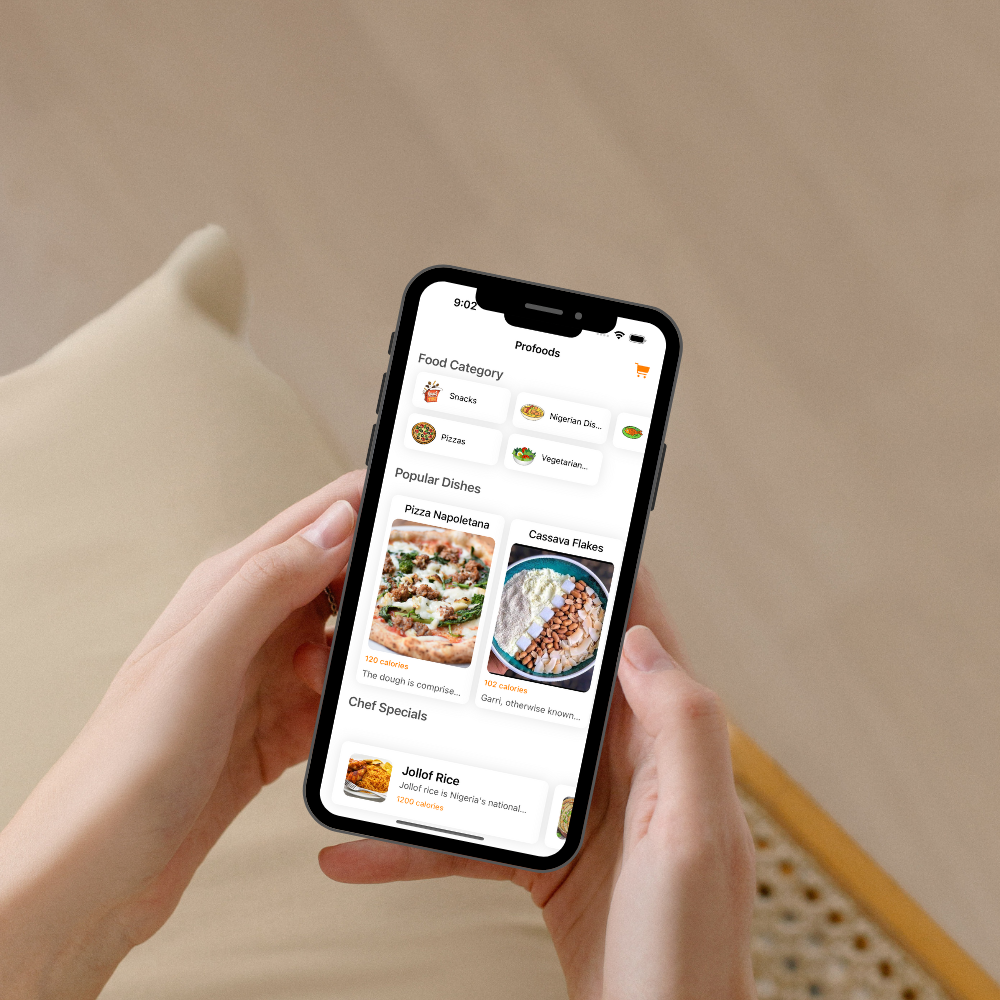 9:02
Profoods
Food Category
Snacks
Nigerian Dis...
Pizzas
Vegetarian...
Popular Dishes
Pizza Napoletana
120 calories
The dough is comprise...
Cassava Flakes
102 calories
Garri, otherwise known...
Chef Specials
Jollof Rice
Jollof rice is Nigeria's national...
1200 calories